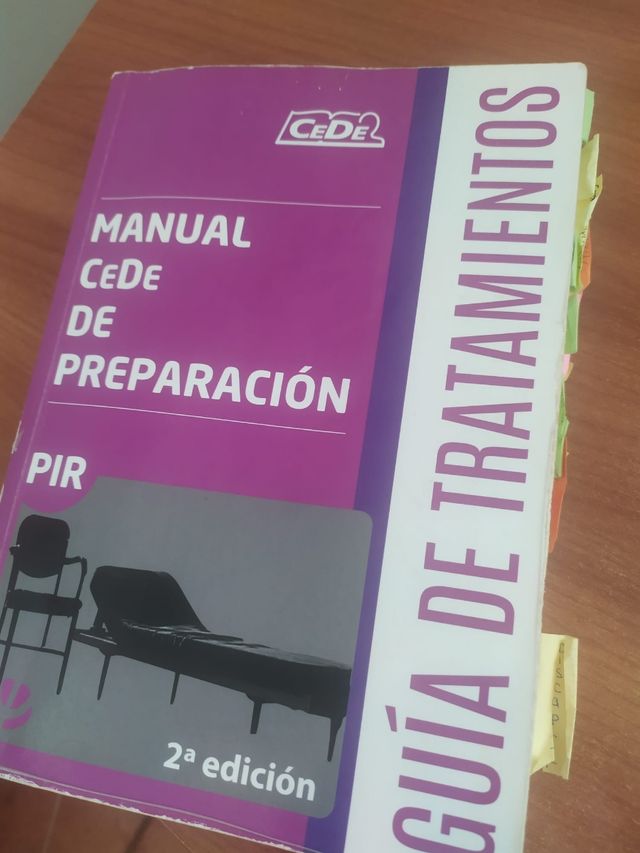 CEDE
MANUAL
CEDE
DE
PREPARACIÓN
PIR
2ª edición
GUÍA DE TRATAMIENTOS